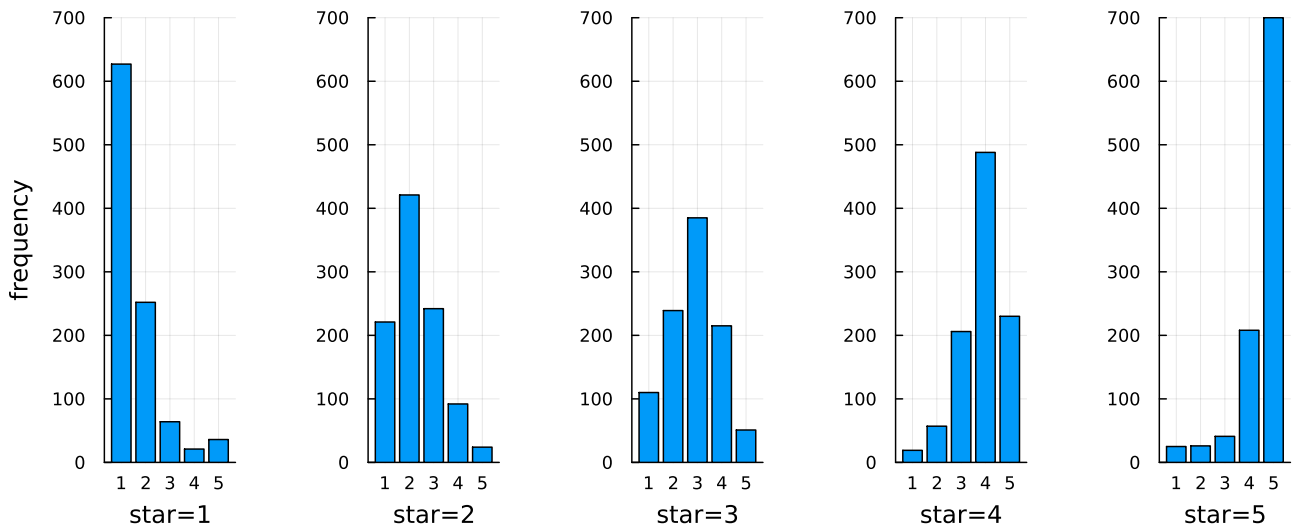 700 700 700 700 700
600 600 600 600 600
500 500 500 500 500
400 400 400 400 400
300 300 300 300 300
200 200 200 200 200
100 100 100 100 100
0 0 0 0 0
frequency
1 2 3 4 5 1 2 3 4 5 1 2 3 4 5 1 2 3 4 5 1 2 3 4 5
star=1 star=2 star=3 star=4 star=5